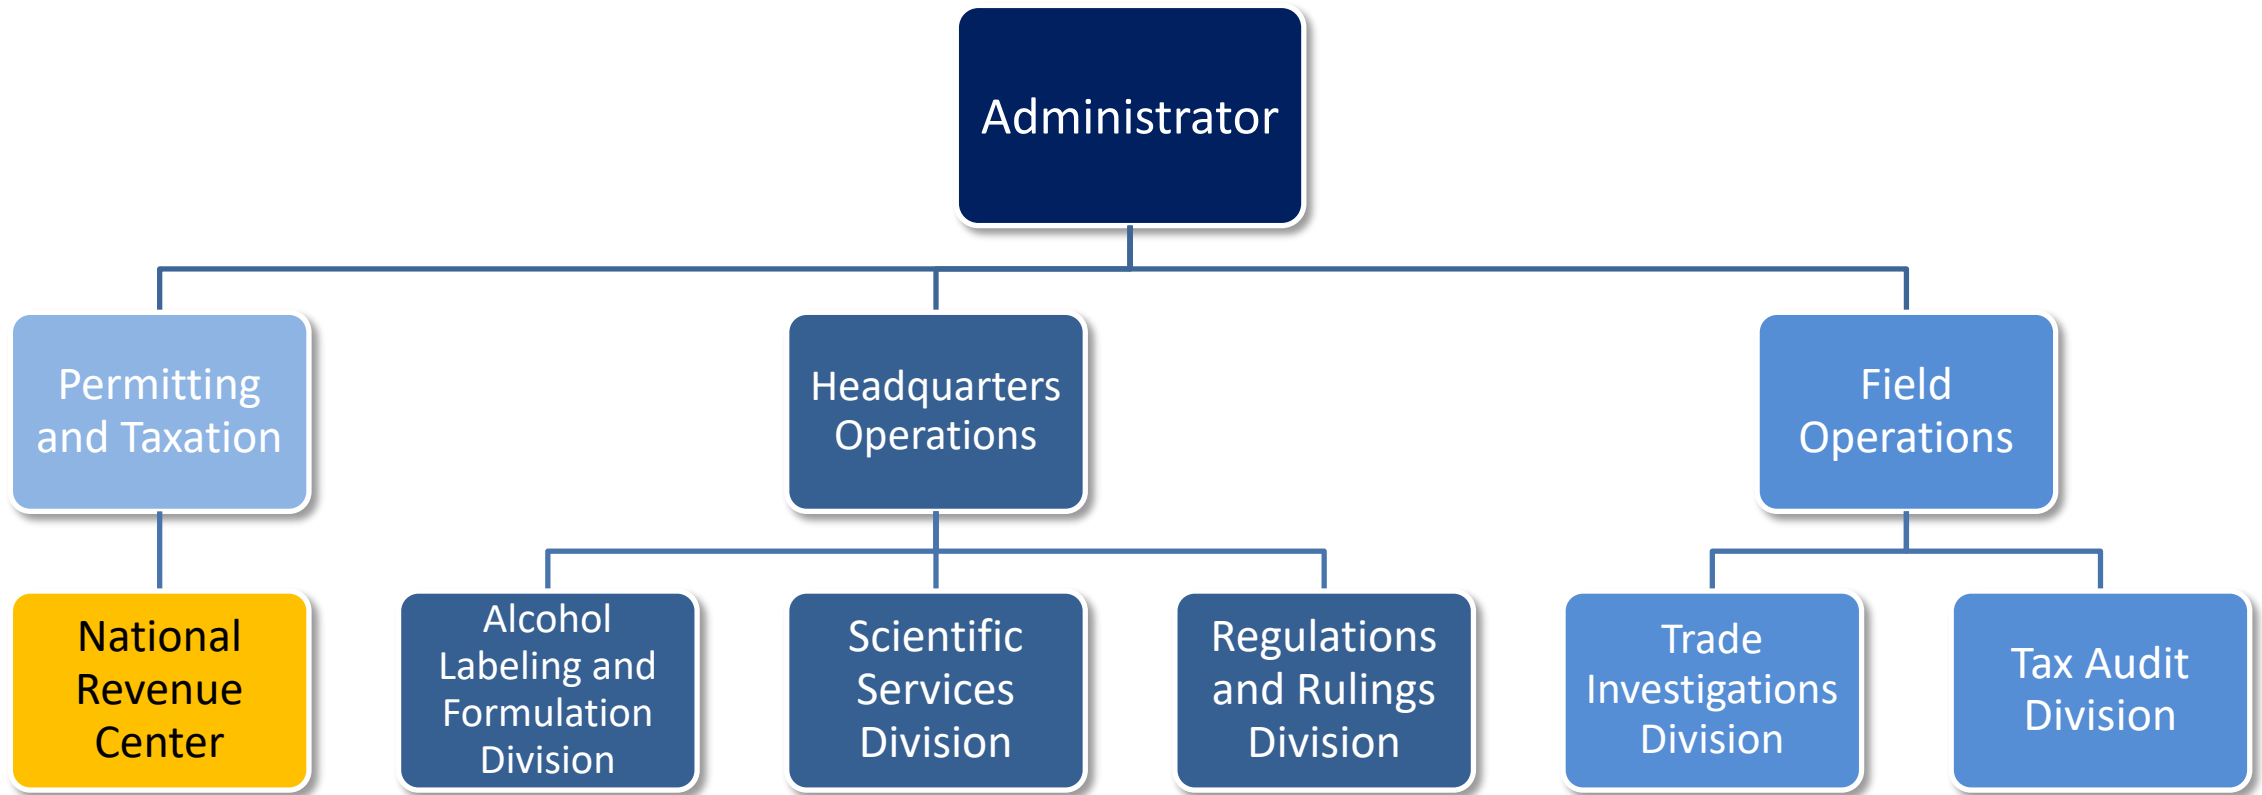 Administrator
Permitting
and Taxation
Headquarters
Operations
Field
Operations
National
Revenue
Center
Alcohol
Labeling and
Formulation
Division
Scientific
Services
Division
Regulations
and Rulings
Division
Trade
Investigations
Division
Tax Audit
Division